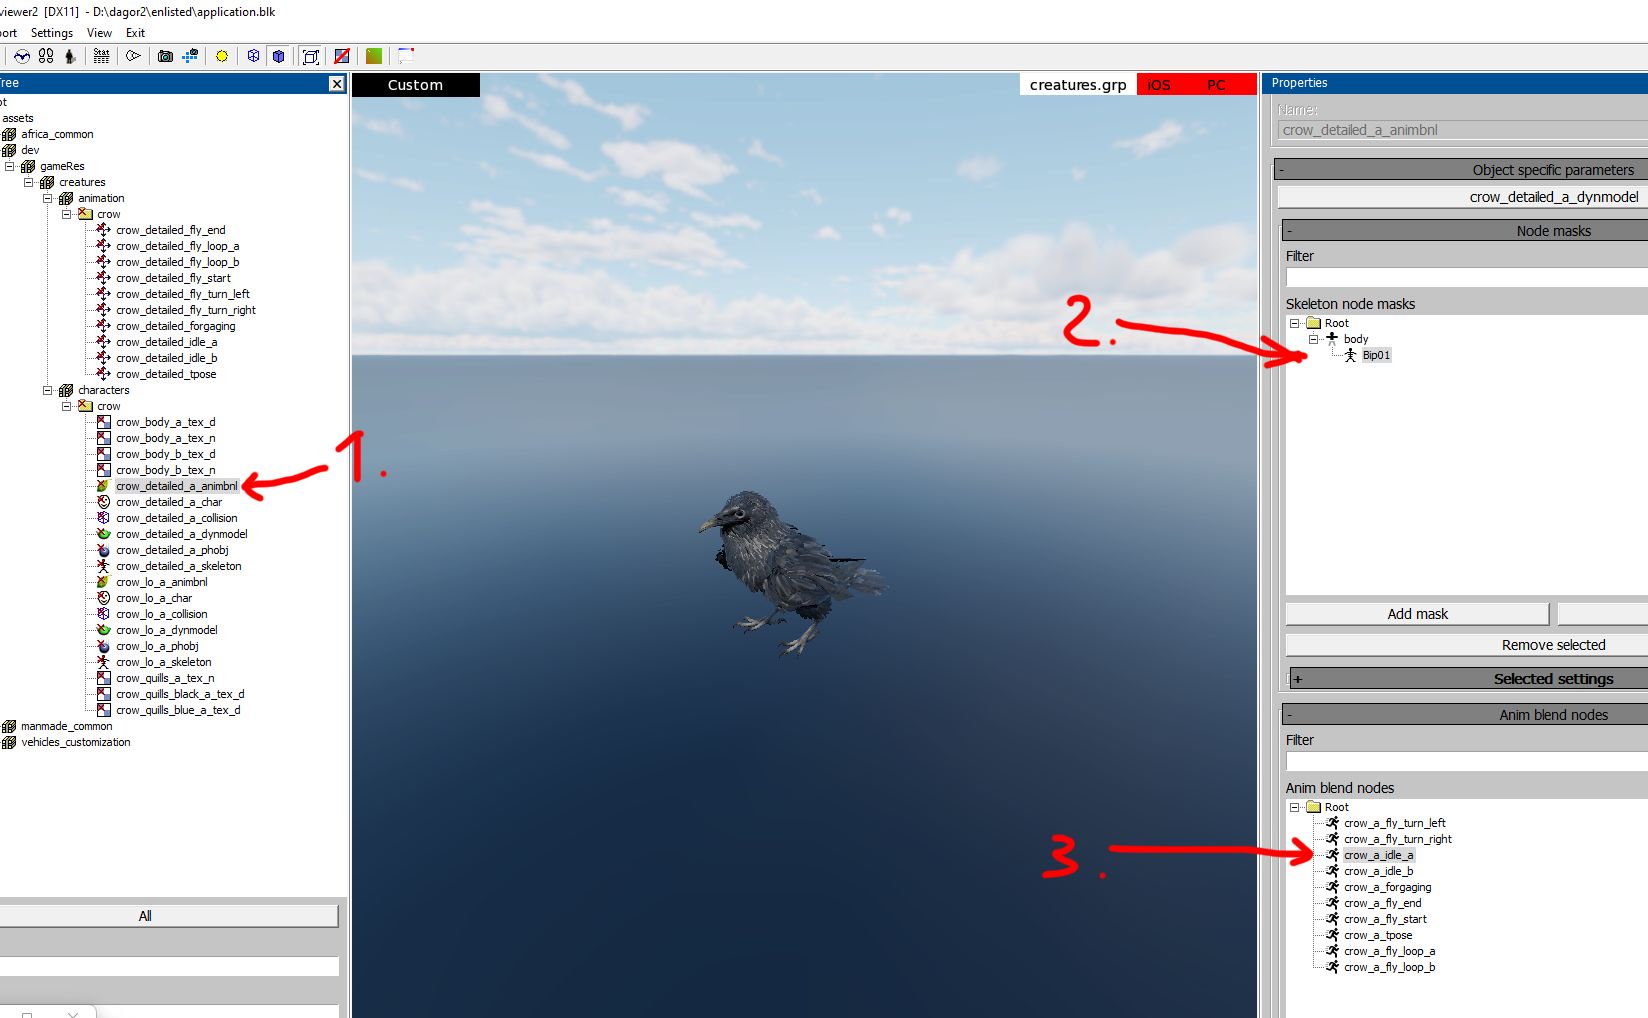 viewer2 [DX11] - D:\dagor2\enlisted\application.blk
port Settings View Exit
Stat
Tree
ot
assets
africa_common
dev
gameRes
creatures
animation
crow
crow_detailed_fly_end
crow_detailed_fly_loop_a
crow_detailed_fly_loop_b
crow_detailed_fly_start
crow_detailed_fly_turn_left
crow_detailed_fly_turn_right
crow_detailed_forgaging
crow_detailed_idle_a
crow_detailed_idle_b
crow_detailed_tpose
characters
crow
crow_body_a_tex_d
crow_body_a_tex_n
crow_body_b_tex_d
crow_body_b_tex_n
crow_detailed_a_animbnl
crow_detailed_a_char
crow_detailed_a_collision
crow_detailed_a_dynmodel
crow_detailed_a_phobj
crow_detailed_a_skeleton
crow_lo_a_animbnl
crow_lo_a_char
crow_lo_a_collision
crow_lo_a_dynmodel
crow_lo_a_phobj
crow_lo_a_skeleton
crow_quills_a_tex_n
crow_quills_black_a_tex_d
crow_quills_blue_a_tex_d
manmade_common
vehicles_customization
All
Custom
creatures.grp iOS PC
1.
2.
3.
Properties
Name:
crow_detailed_a_animbnl
- Object specific parameters
crow_detailed_a_dynmodel
- Node masks
Filter
Skeleton node masks
Root
body
Bip01
Add mask
Remove selected
+ Selected settings
- Anim blend nodes
Filter
Anim blend nodes
Root
crow_a_fly_turn_left
crow_a_fly_turn_right
crow_a_idle_a
crow_a_idle_b
crow_a_forgaging
crow_a_fly_end
crow_a_fly_start
crow_a_tpose
crow_a_fly_loop_a
crow_a_fly_loop_b